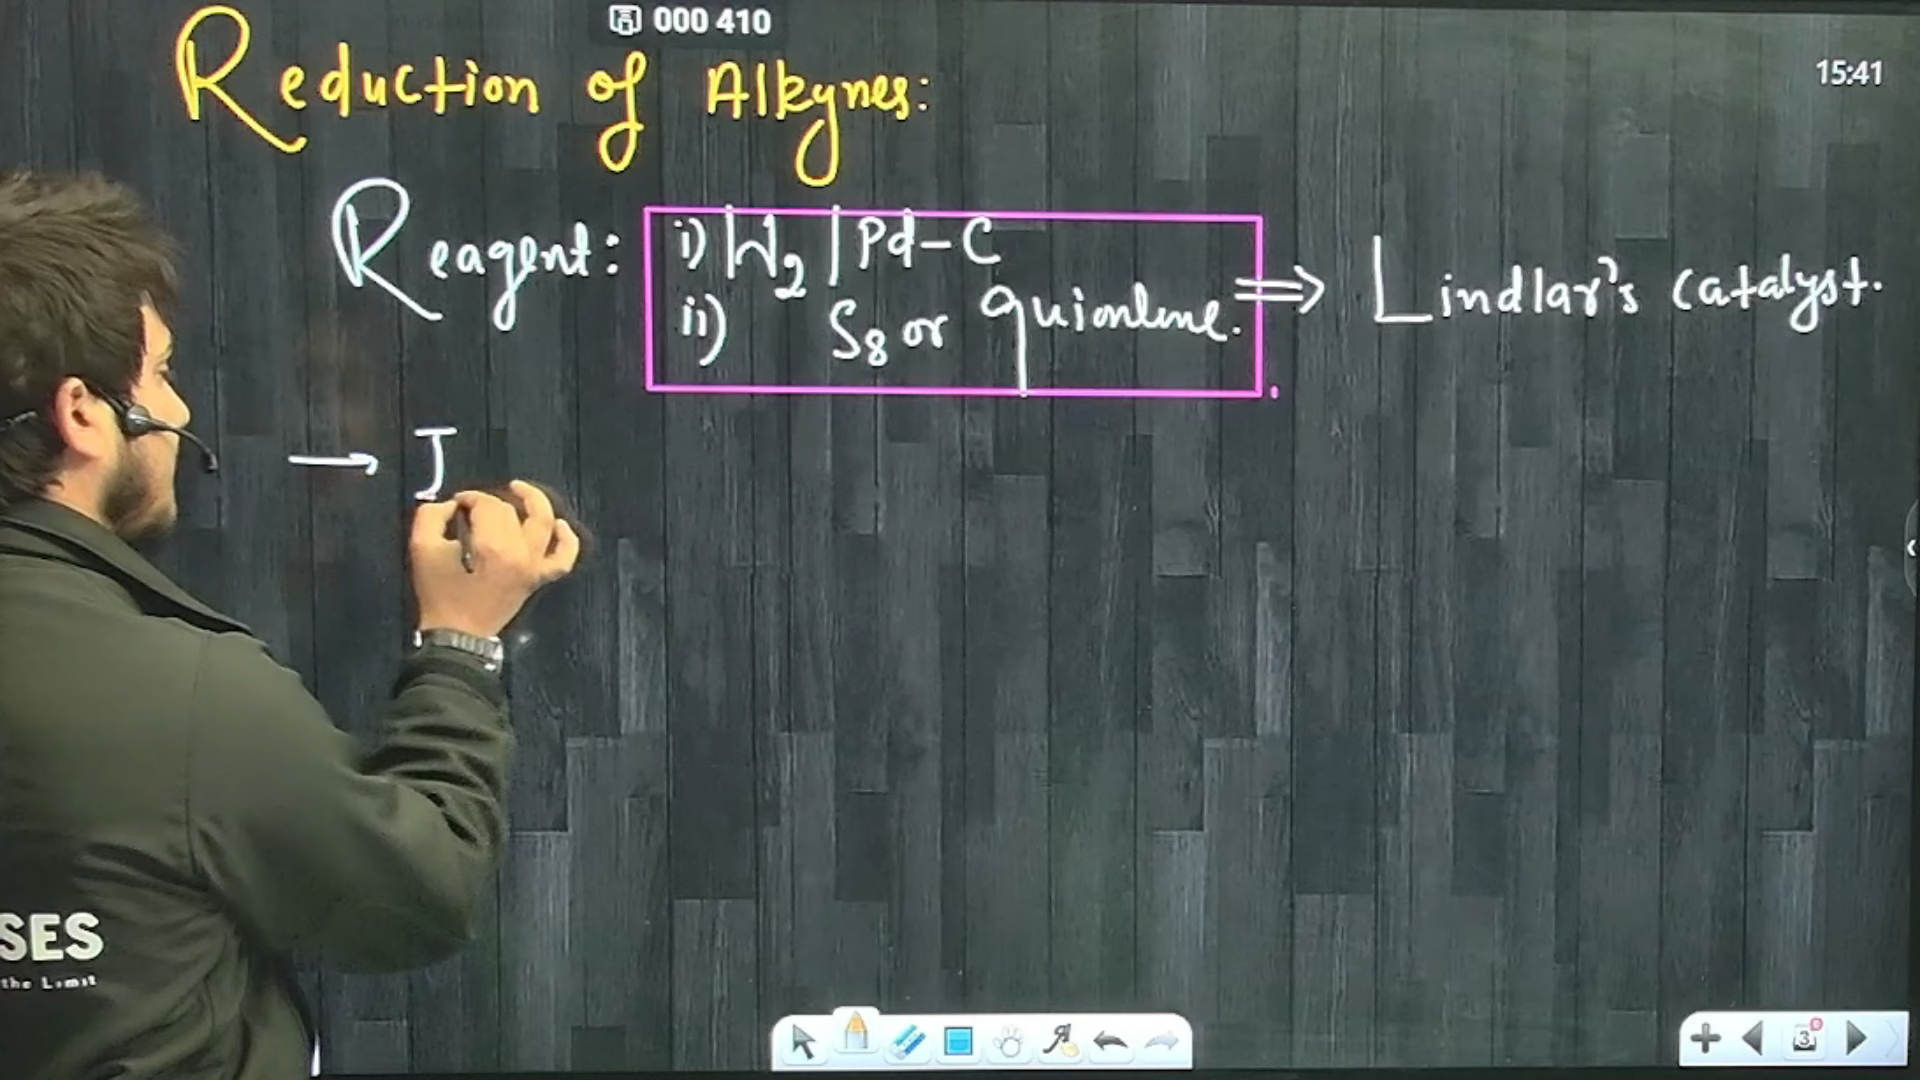 000 410
15:41
Reduction of Alkynes:
Reagent: i) H2 | Pd-C
ii) S8 or quionline. ⇒ Lindlar's catalyst.
→ I
SES
the Limit
3